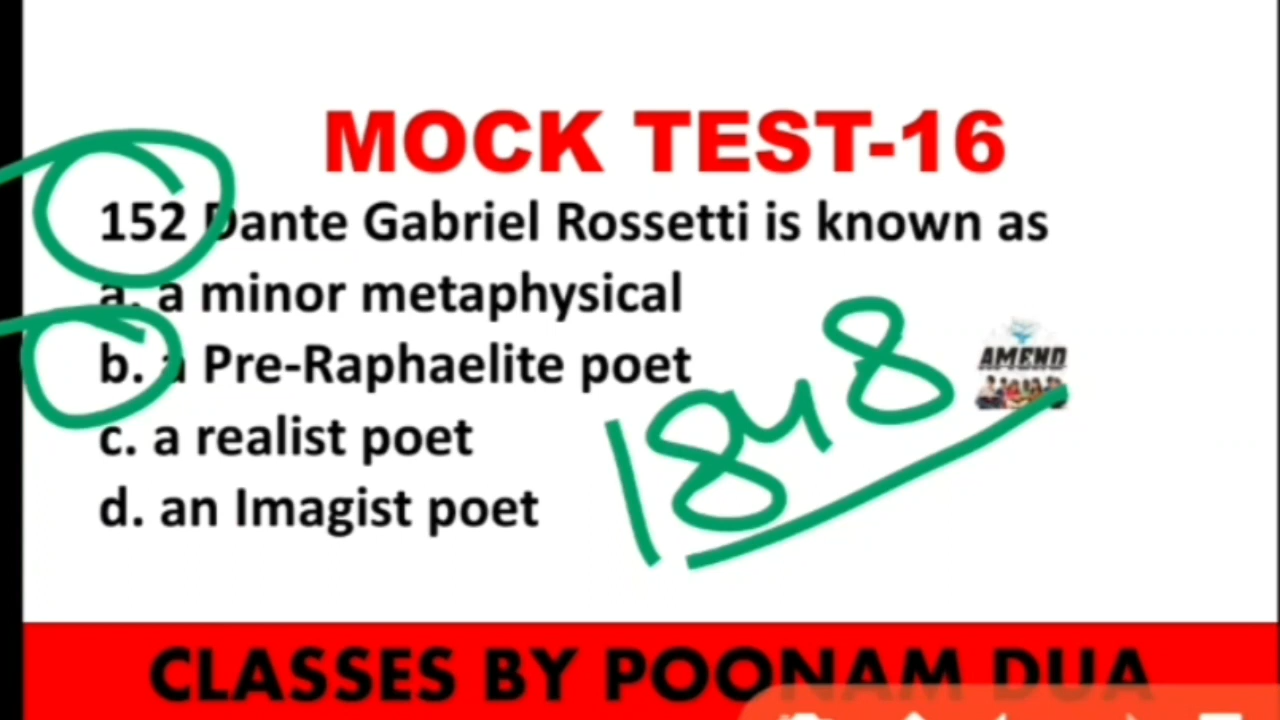 MOCK TEST-16
152 Dante Gabriel Rossetti is known as
a. a minor metaphysical
b. a Pre-Raphaelite poet
c. a realist poet
d. an Imagist poet
1848
AMEND
CLASSES BY POONAM DUA